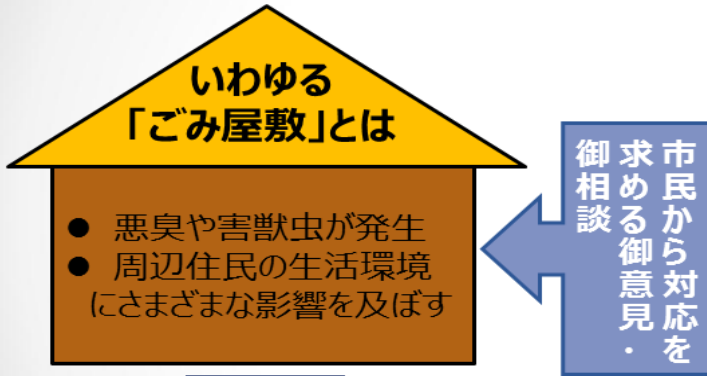 いわゆる
「ごみ屋敷」とは
● 悪臭や害獣虫が発生
● 周辺住民の生活環境
にさまざまな影響を及ぼす
市民から対応を
求める御意見・
御相談